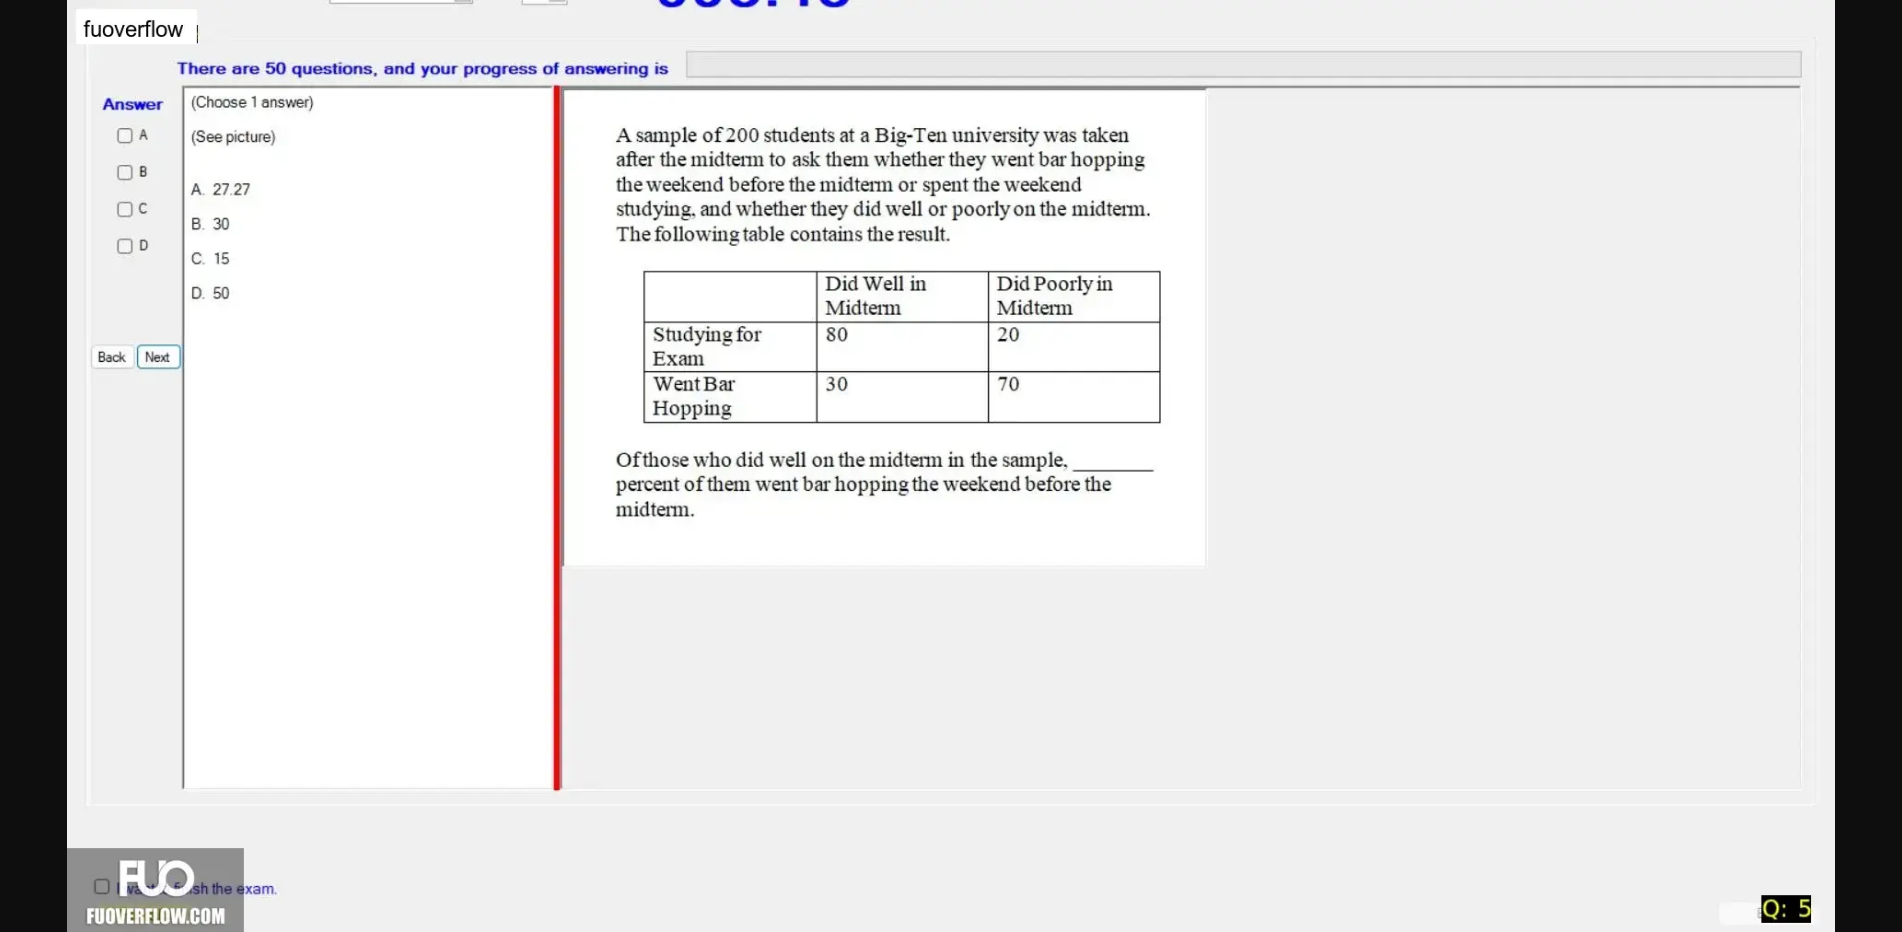 fuoverflow
There are 50 questions, and your progress of answering is
Answer
A
B
C
D
Back Next
(Choose 1 answer)
(See picture)
A. 27.27
B. 30
C. 15
D. 50
A sample of 200 students at a Big-Ten university was taken
after the midterm to ask them whether they went bar hopping
the weekend before the midterm or spent the weekend
studying, and whether they did well or poorly on the midterm.
The following table contains the result.
Did Well in Midterm
Did Poorly in Midterm
Studying for Exam
80
20
Went Bar Hopping
30
70
Of those who did well on the midterm in the sample, ________
percent of them went bar hopping the weekend before the
midterm.
sh the exam.
FUO
FUOVERFLOW.COM
Q: 5